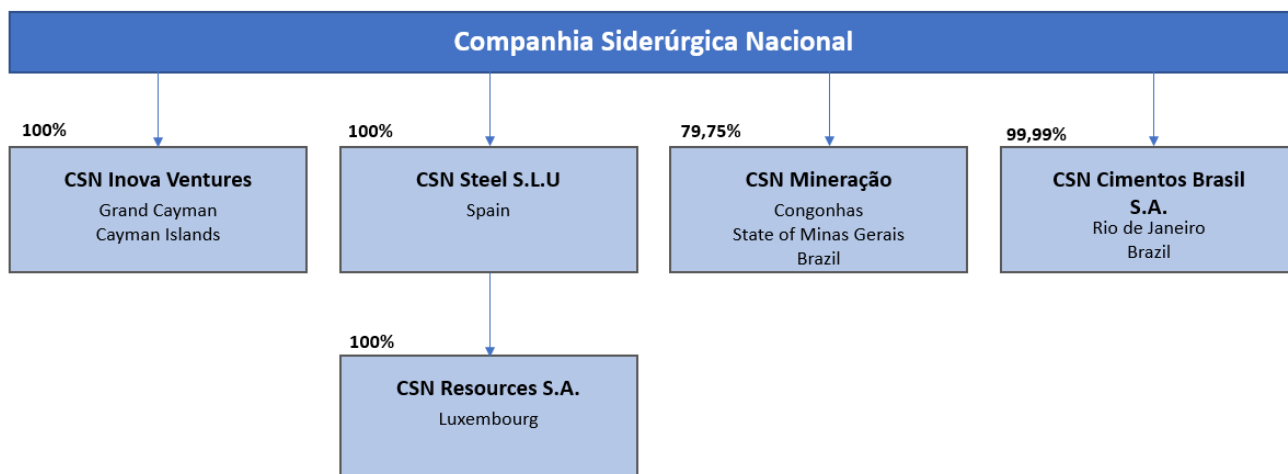 Companhia Siderúrgica Nacional
100%
CSN Inova Ventures
Grand Cayman
Cayman Islands
100%
CSN Steel S.L.U
Spain
79,75%
CSN Mineração
Congonhas
State of Minas Gerais
Brazil
99,99%
CSN Cimentos Brasil
S.A.
Rio de Janeiro
Brazil
100%
CSN Resources S.A.
Luxembourg